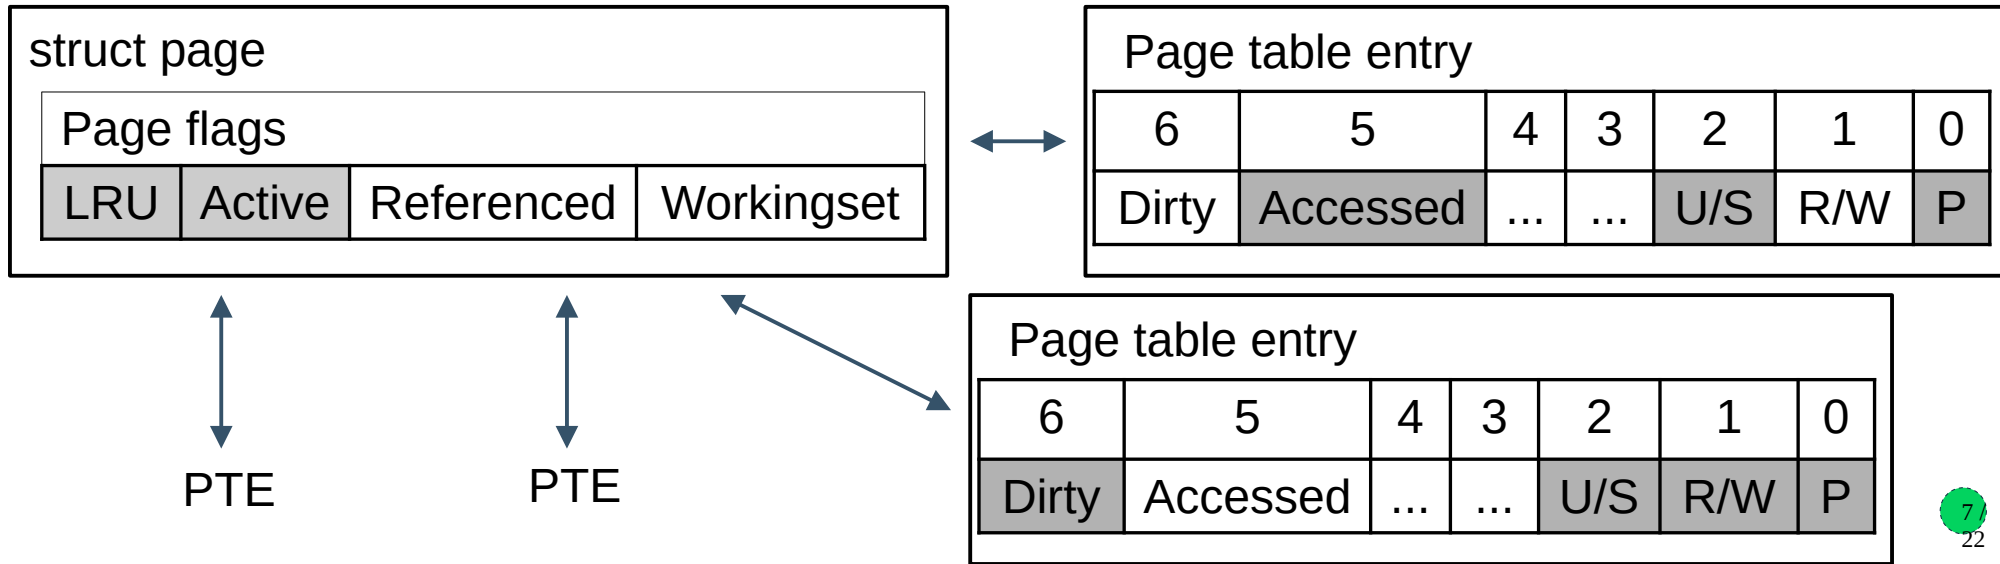 struct page
Page flags
LRU Active Referenced Workingset
Page table entry
6 5 4 3 2 1 0
Dirty Accessed ... ... U/S R/W P
Page table entry
6 5 4 3 2 1 0
Dirty Accessed ... ... U/S R/W P
PTE PTE
7 /
22